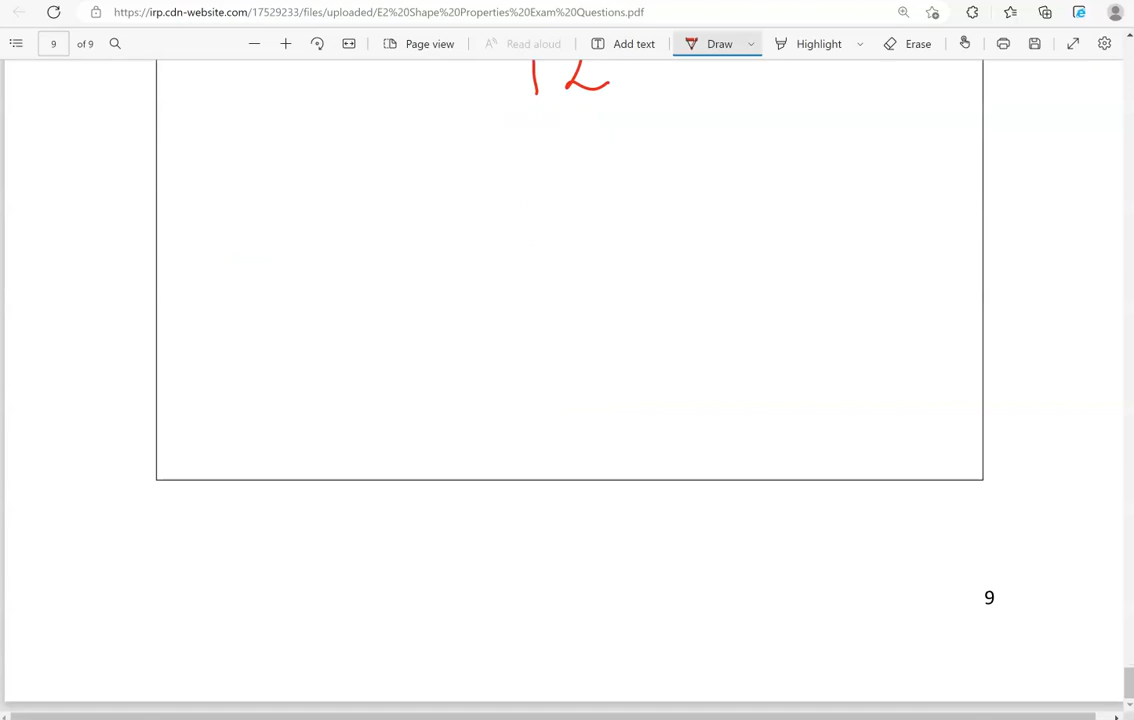 https://irp.cdn-website.com/17529233/files/uploaded/E2%20Shape%20Properties%20Exam%20Questions.pdf
9 of 9 Page view Read aloud Add text Draw Highlight Erase
12
9